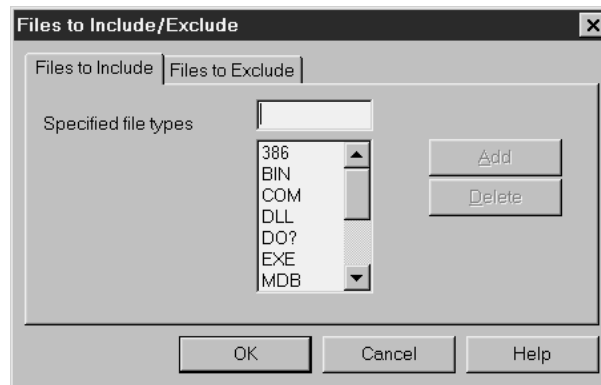 Files to Include/Exclude
Files to Include Files to Exclude
Specified file types
386
BIN
COM
DLL
DO?
EXE
MDB
Add
Delete
OK Cancel Help